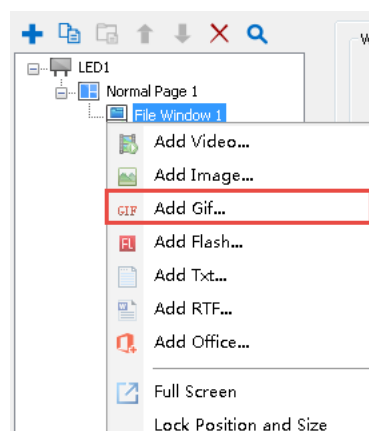 W
LED1
Normal Page 1
File Window 1
Add Video...
Add Image...
GIF Add Gif...
FL Add Flash...
Add Txt...
Add RTF...
Add Office...
Full Screen
Lock Position and Size